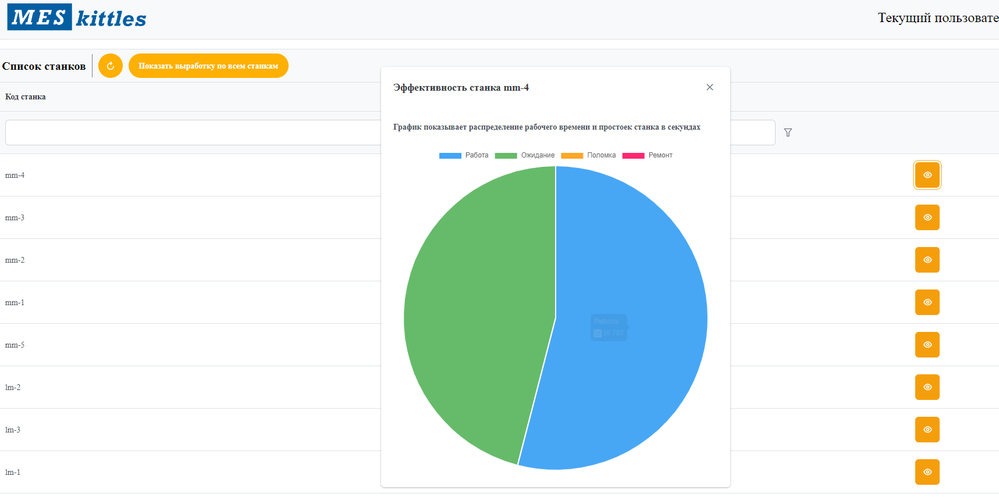 MES kittles
Текущий пользовате
Список станков
Показать выработку по всем станкам
Эффективность станка mm-4
Код станка
График показывает распределение рабочего времени и простоек станка в секундах
Работа Ожидание Поломка Ремонт
mm-4
mm-3
mm-2
mm-1
Работа
10 787
mm-5
lm-2
lm-3
lm-1